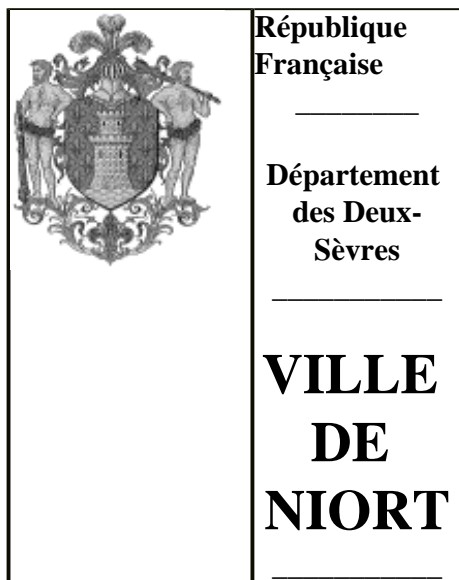 République
Française
Département
des Deux-
Sèvres
VILLE
DE
NIORT